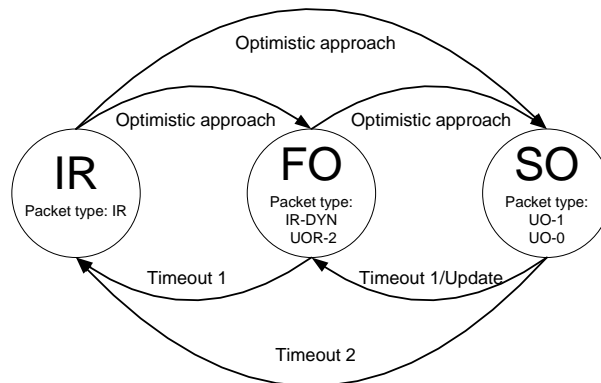 Optimistic approach
Optimistic approach
Optimistic approach
IR
Packet type: IR
FO
Packet type:
IR-DYN
UOR-2
SO
Packet type:
UO-1
UO-0
Timeout 1
Timeout 1/Update
Timeout 2